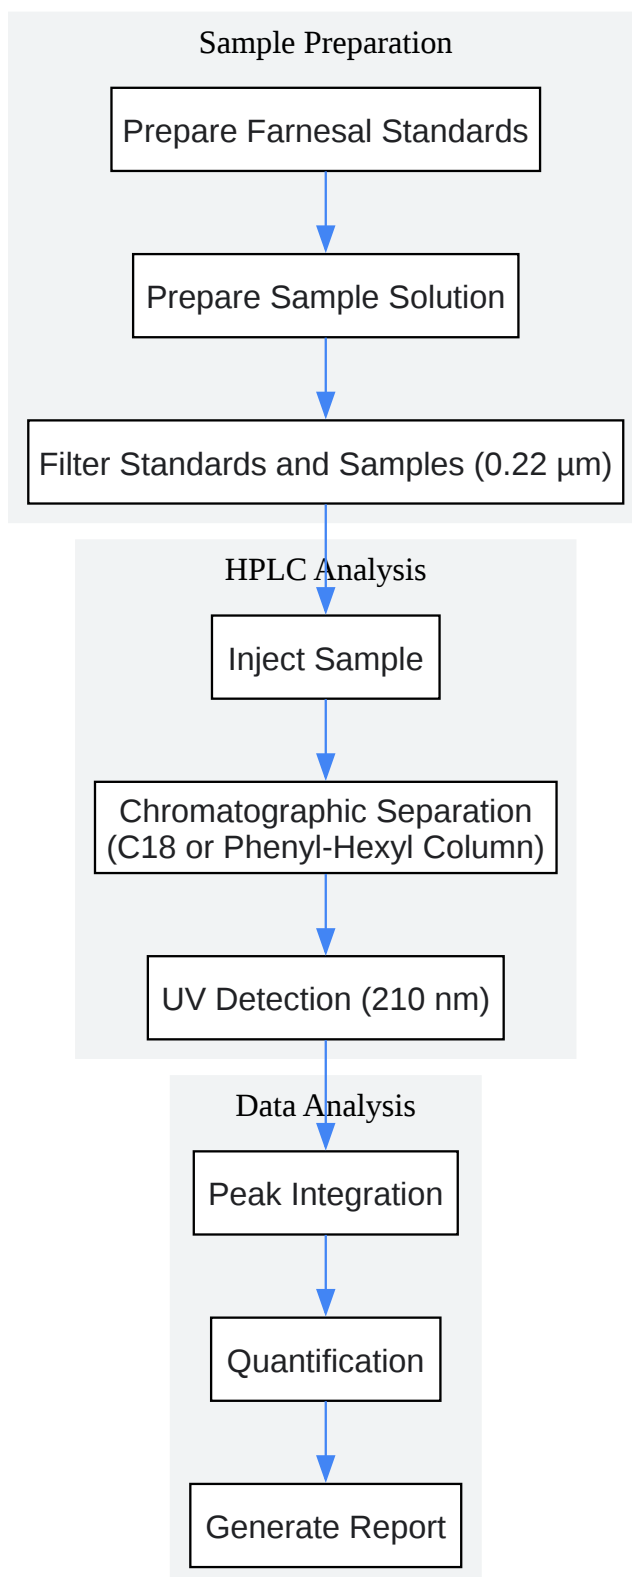 Sample Preparation
Prepare Farnesal Standards
Prepare Sample Solution
Filter Standards and Samples (0.22 µm)
HPLC Analysis
Inject Sample
Chromatographic Separation
(C18 or Phenyl-Hexyl Column)
UV Detection (210 nm)
Data Analysis
Peak Integration
Quantification
Generate Report